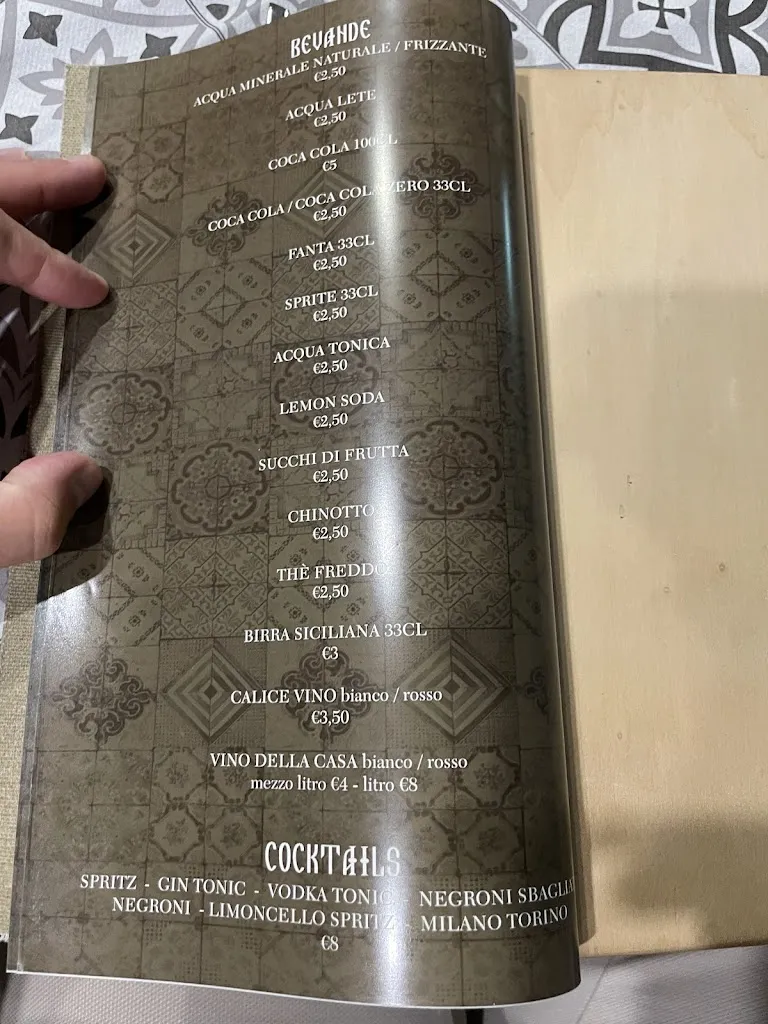 BEVANDE
ACQUA MINERALE NATURALE / FRIZZANTE
€2,50
ACQUA LETE
€2,50
COCA COLA 100CL
€5
COCA COLA / COCA COLA ZERO 33CL
€2,50
FANTA 33CL
€2,50
SPRITE 33CL
€2,50
ACQUA TONICA
€2,50
LEMON SODA
€2,50
SUCCHI DI FRUTTA
€2,50
CHINOTTO
€2,50
THÈ FREDDO
€2,50
BIRRA SICILIANA 33CL
€3
CALICE VINO bianco / rosso
€3,50
VINO DELLA CASA bianco / rosso
mezzo litro €4 - litro €8
COCKTAILS
SPRITZ - GIN TONIC - VODKA TONIC NEGRONI
NEGRONI - LIMONCELLO SPRITZ - MILANO TORINO
€8